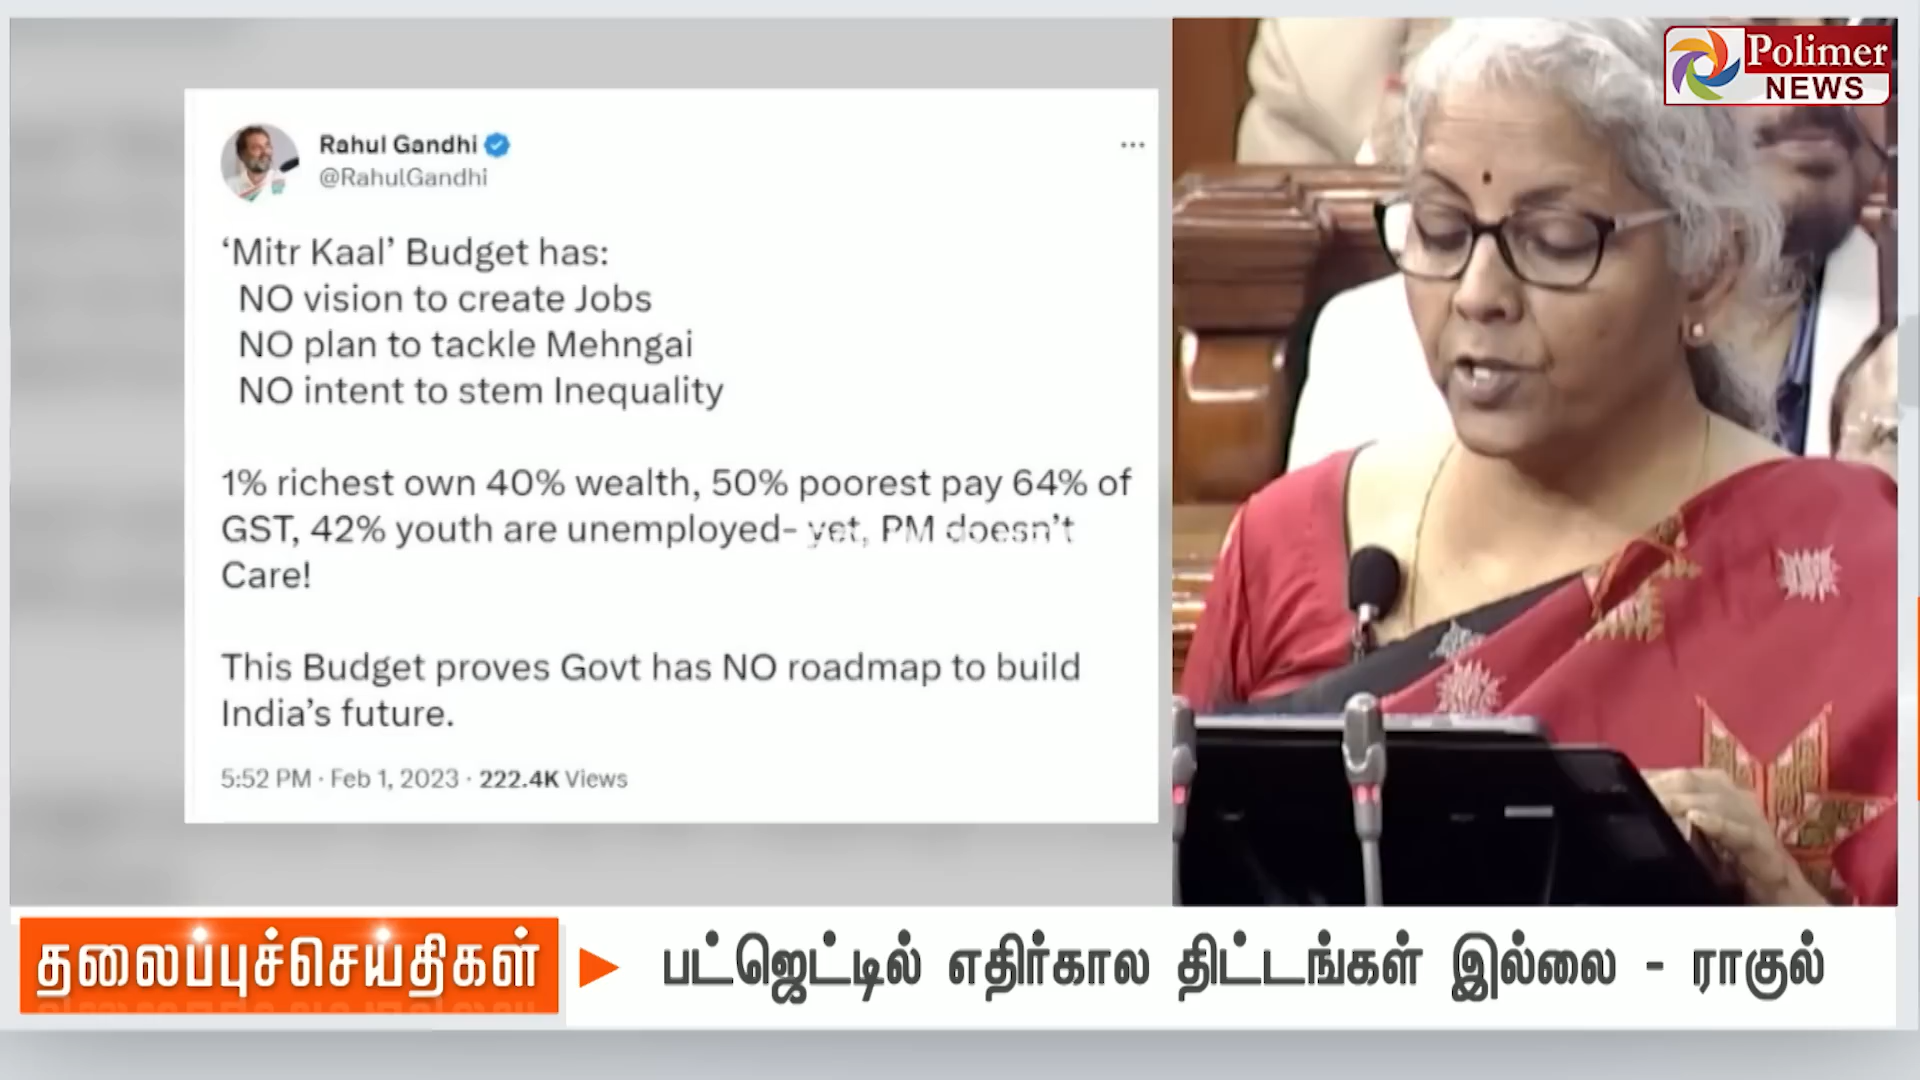 Polimer
NEWS
Rahul Gandhi
@RahulGandhi
‘Mitr Kaal’ Budget has:
NO vision to create Jobs
NO plan to tackle Mehngai
NO intent to stem Inequality
1% richest own 40% wealth, 50% poorest pay 64% of
GST, 42% youth are unemployed- yet, PM doesn’t
Care!
This Budget proves Govt has NO roadmap to build
India’s future.
5:52 PM · Feb 1, 2023 · 222.4K Views
தலைப்புச்செய்திகள்
பட்ஜெட்டில் எதிர்கால திட்டங்கள் இல்லை - ராகுல்